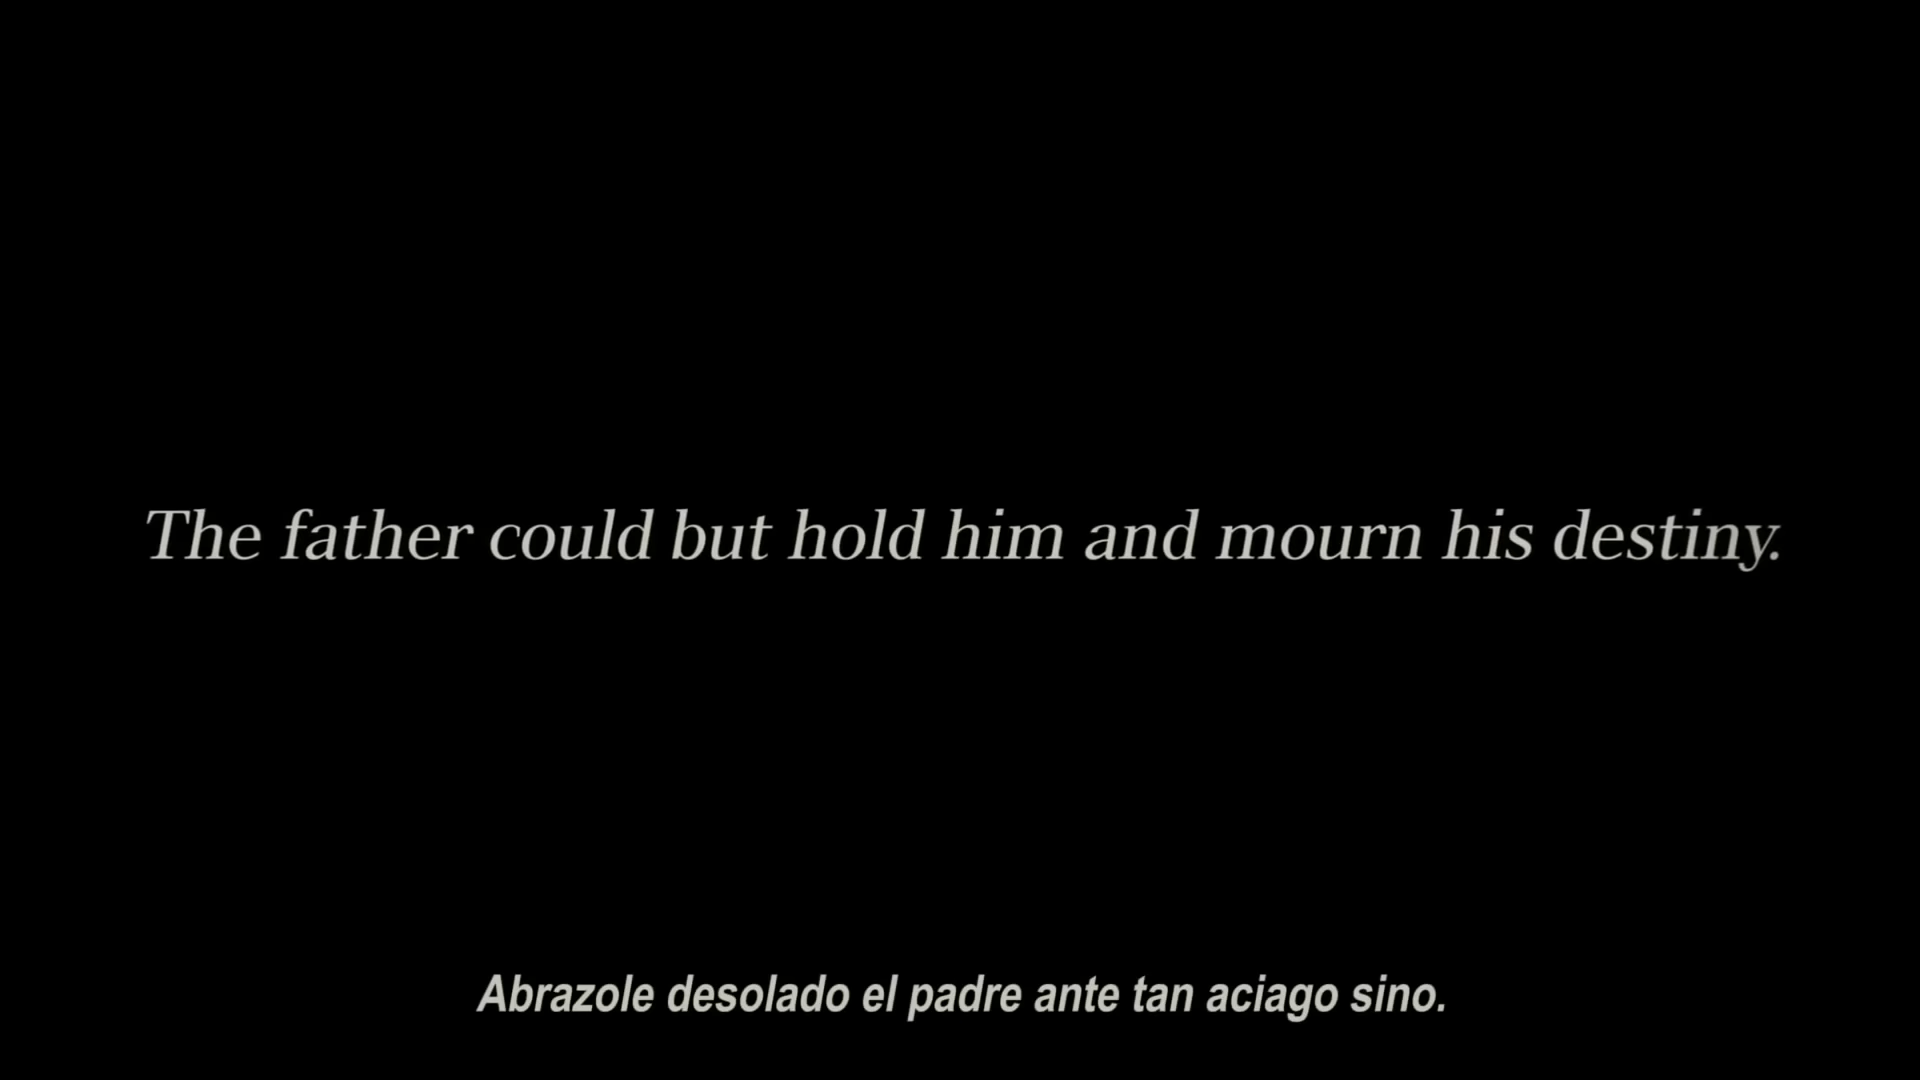 The father could but hold him and mourn his destiny.
Abrazole desolado el padre ante tan aciago sino.